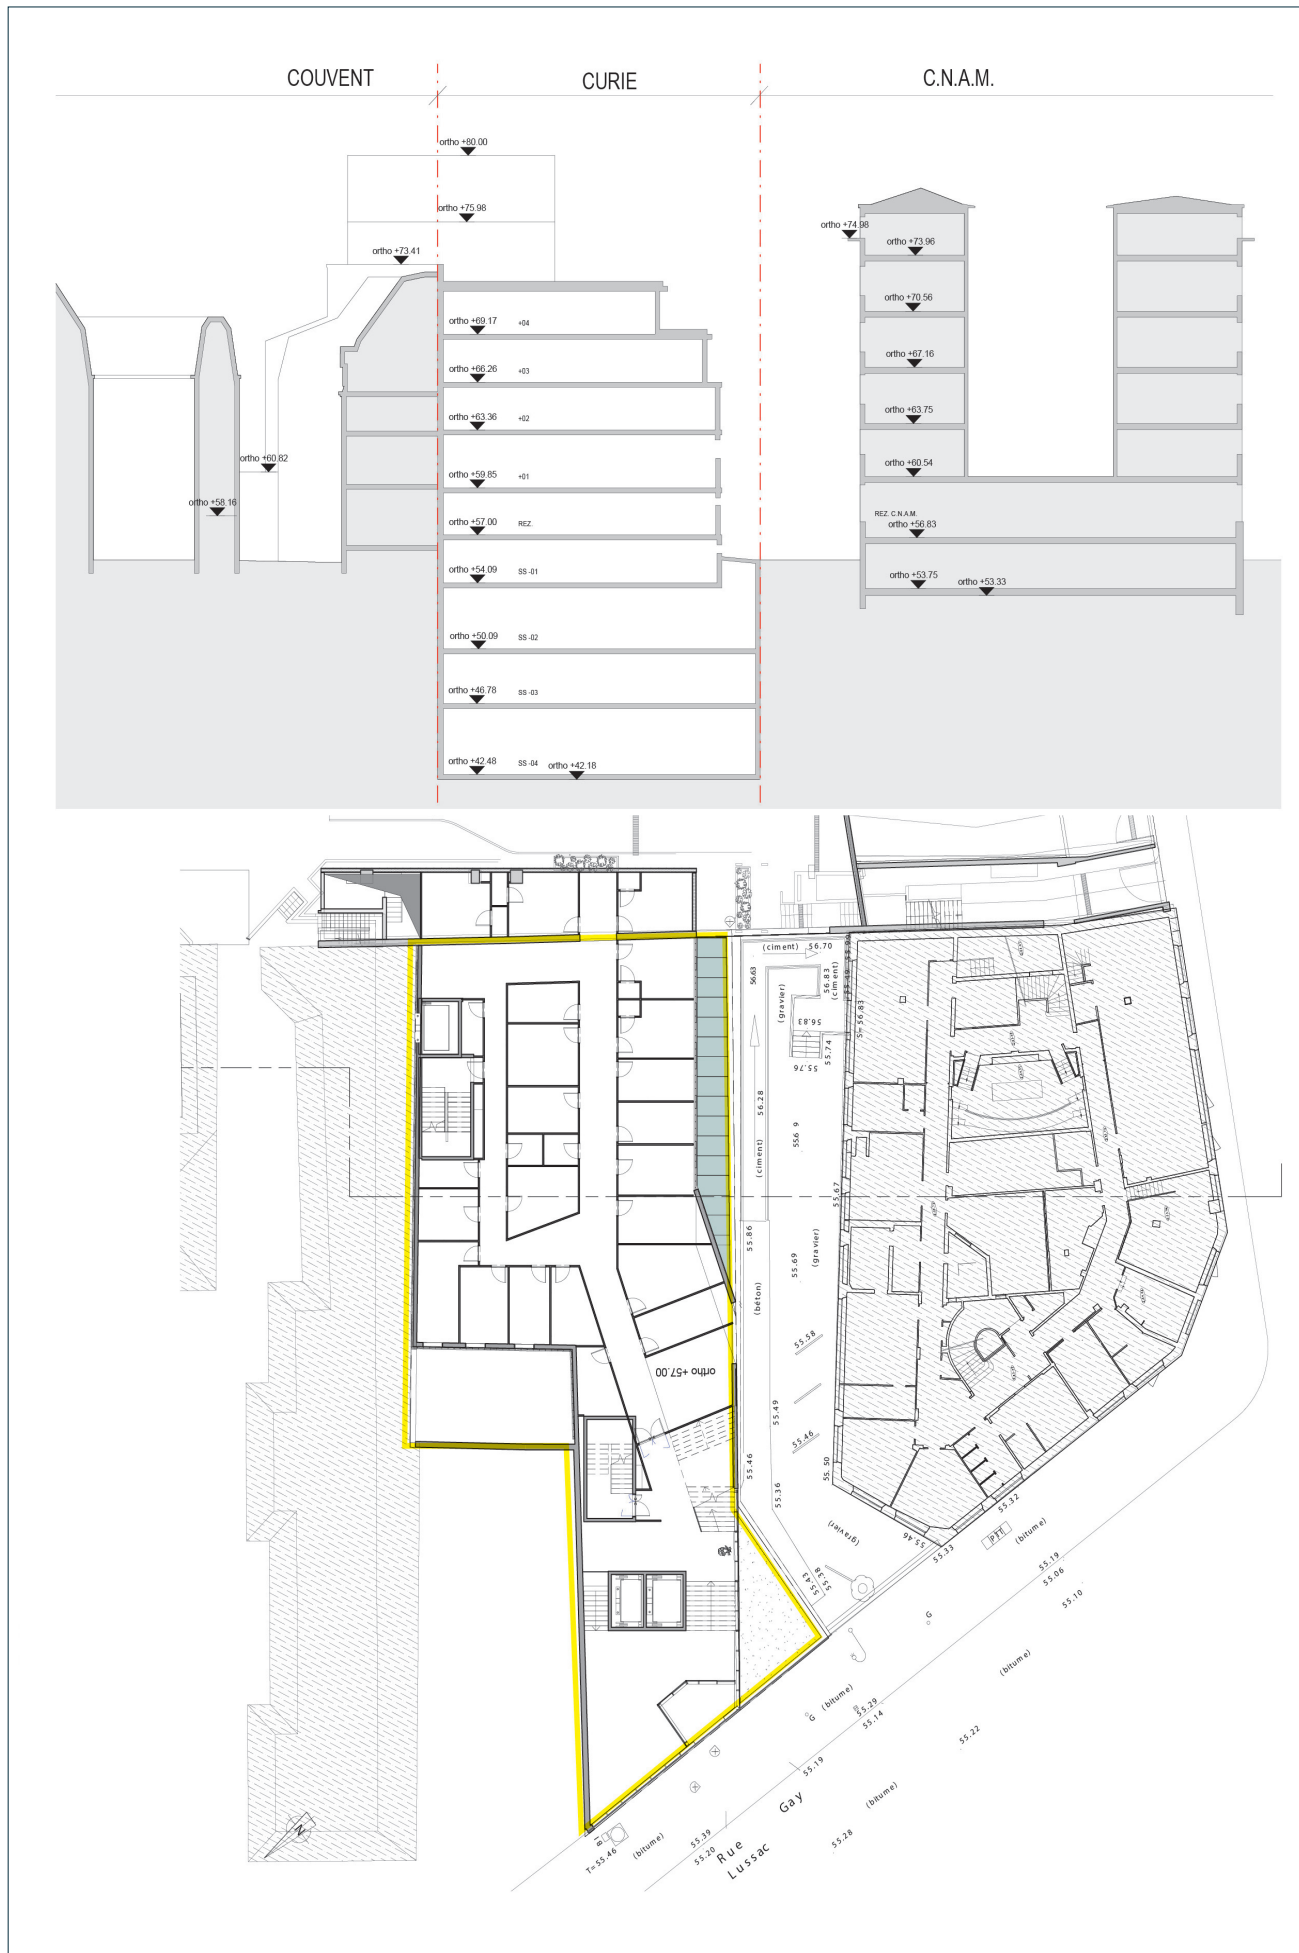 COUVENT
CURIE
C.N.A.M.
ortho +80.00
ortho +75.98
ortho +73.41
ortho +74.98
ortho +73.96
ortho +70.56
ortho +69.17 +04
ortho +67.16
ortho +66.26 +03
ortho +63.36 +02
ortho +63.75
ortho +60.82
ortho +59.85 +01
ortho +60.54
ortho +58.16
ortho +57.00 REZ.
REZ. C.N.A.M.
ortho +56.83
ortho +54.09 SS -01
ortho +53.75
ortho +53.33
ortho +50.09 SS -02
ortho +46.78 SS -03
ortho +42.48 SS -04
ortho +42.18
(ciment) 56.70
56.63
(gravier)
56.83
(ciment)
S= 56.83
56.83
55.74
55.76
56.28
(ciment)
556 9
55.67
55.86
55.69
(gravier)
(béton)
55.58
ortho +57.00
55.49
55.46
55.46
55. 50
55.36
(gravier)
55.46
55.32
55.33
PTT
(bitume)
55.38
55.43
55.19
55.06
55.10
G
(bitume)
(bitume)
G
55.29
55.14
55.22
55.19
Gay
(bitume)
55.28
Rue
Lussac
55.39
55.20
(bitume)
T= 55.46
N